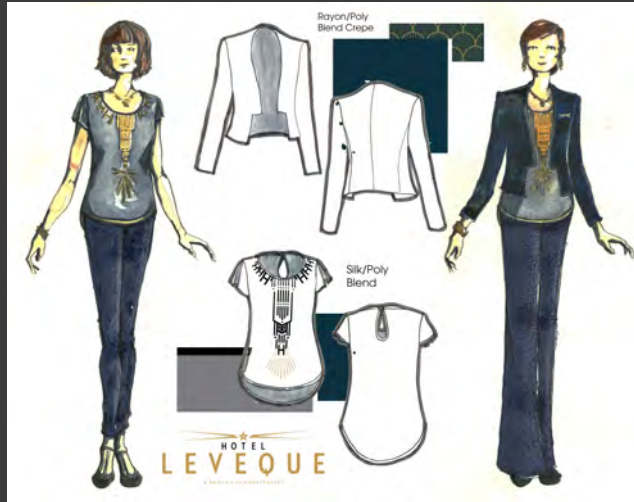 Rayon/Poly
Blend Crepe
Silk/Poly
Blend
HOTEL
LEVEQUE